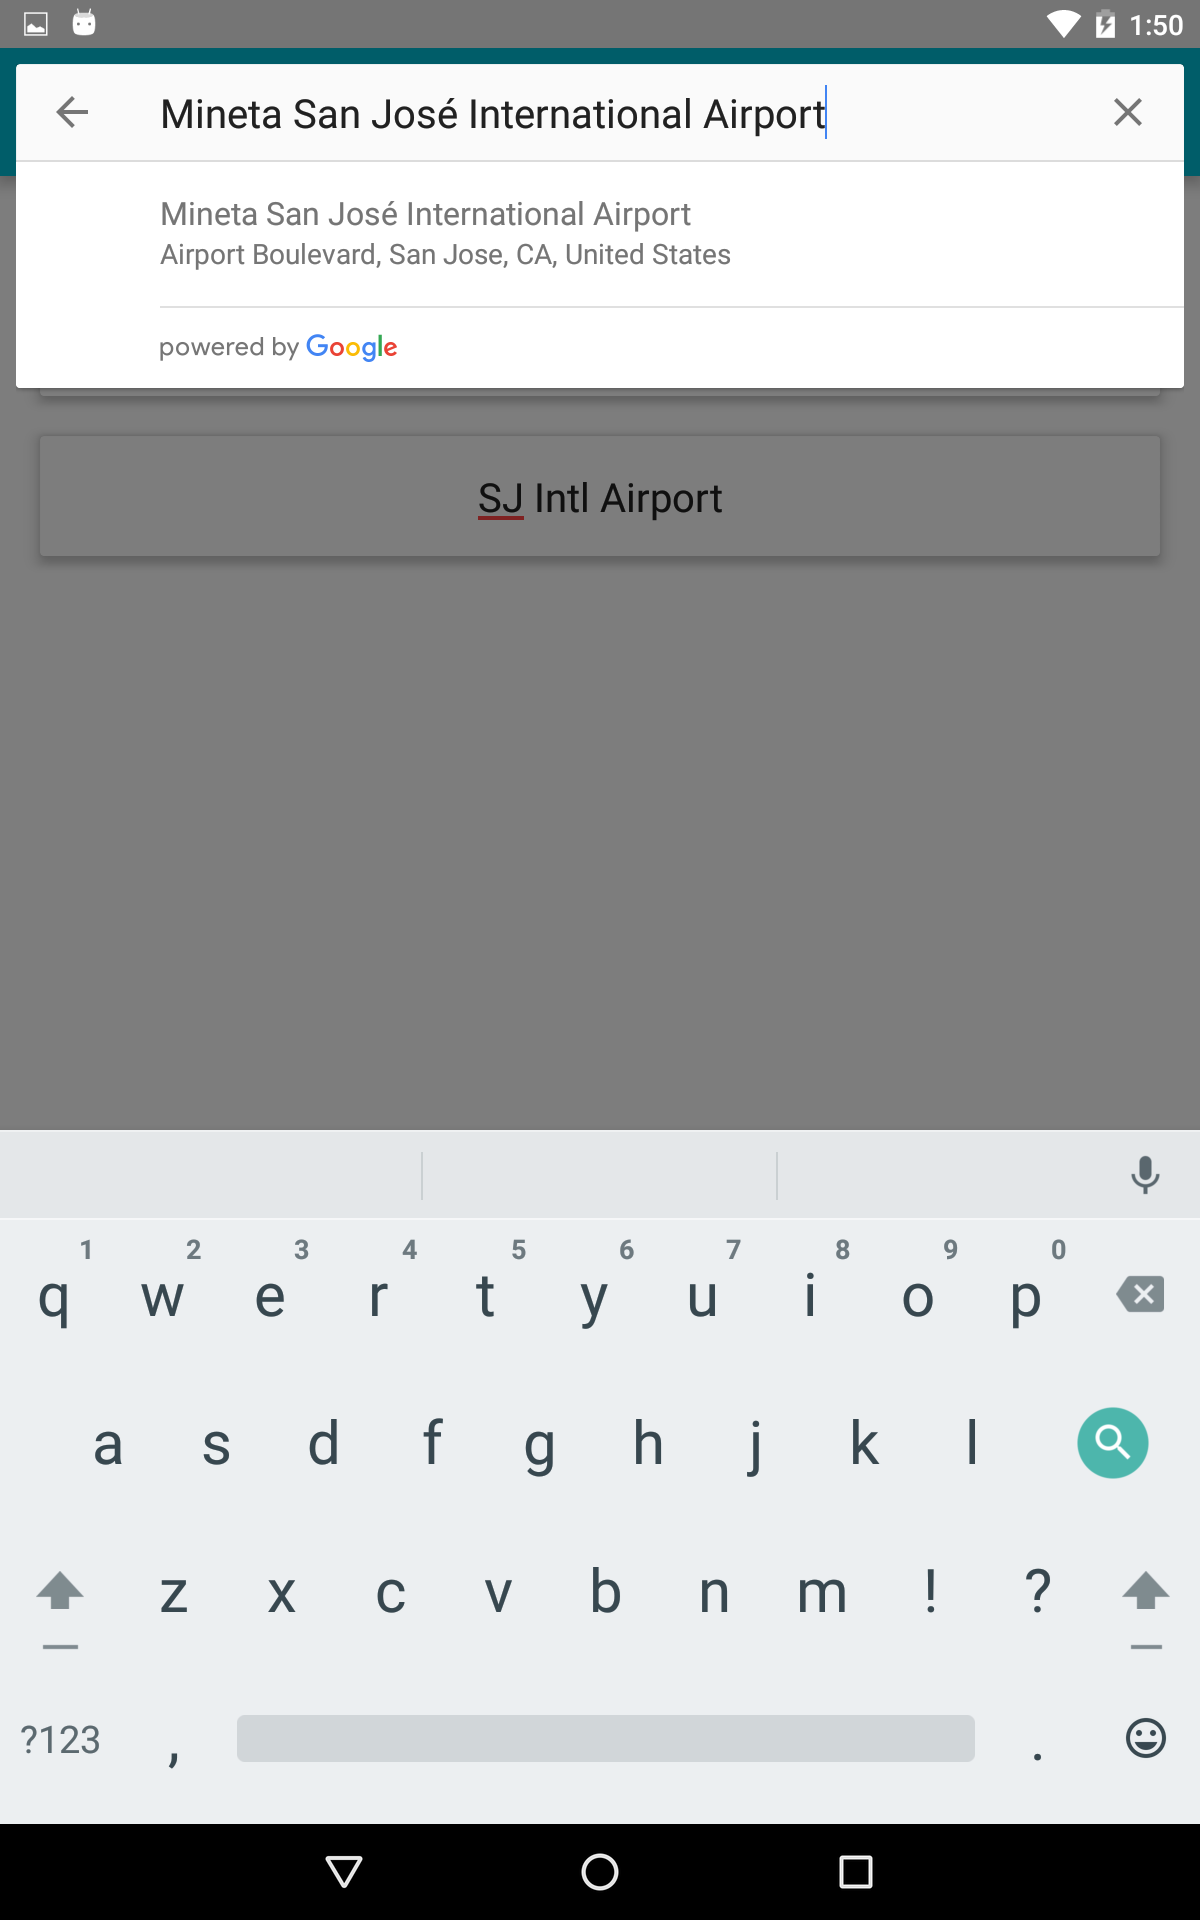 1:50
Mineta San José International Airport
Mineta San José International Airport
Airport Boulevard, San Jose, CA, United States
powered by Google
SJ Intl Airport
1 2 3 4 5 6 7 8 9 0
q w e r t y u i o p
a s d f g h j k l
z x c v b n m ! ?
?123 , .